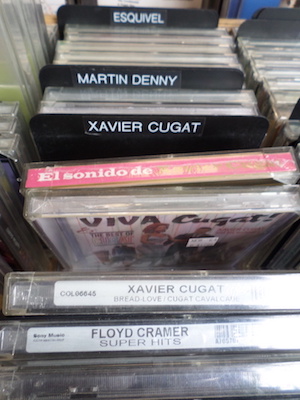 ESQUIVEL
MARTIN DENNY
XAVIER CUGAT
El sonido de
VIVA Cugat!
THE BEST OF
XAVIER CUGAT
COL06645
BREAD-LOVE / CUGAT CAVALCADE
FLOYD CRAMER
SUPER HITS